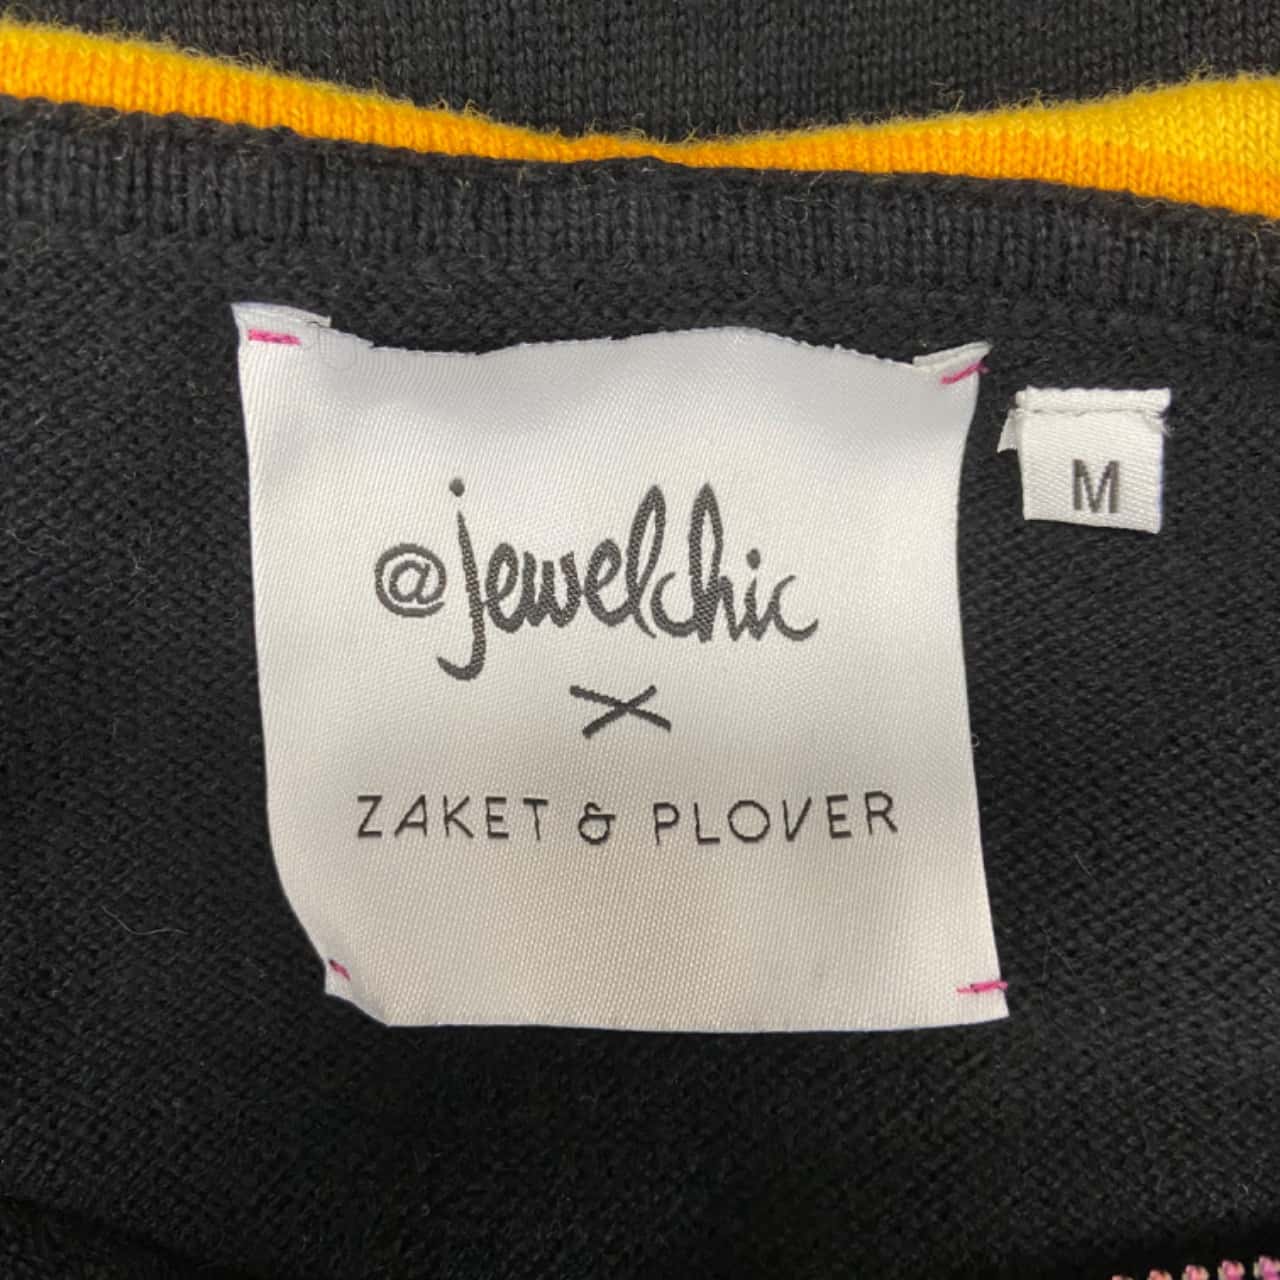 @jewelchic
X
ZAKET & PLOVER
M